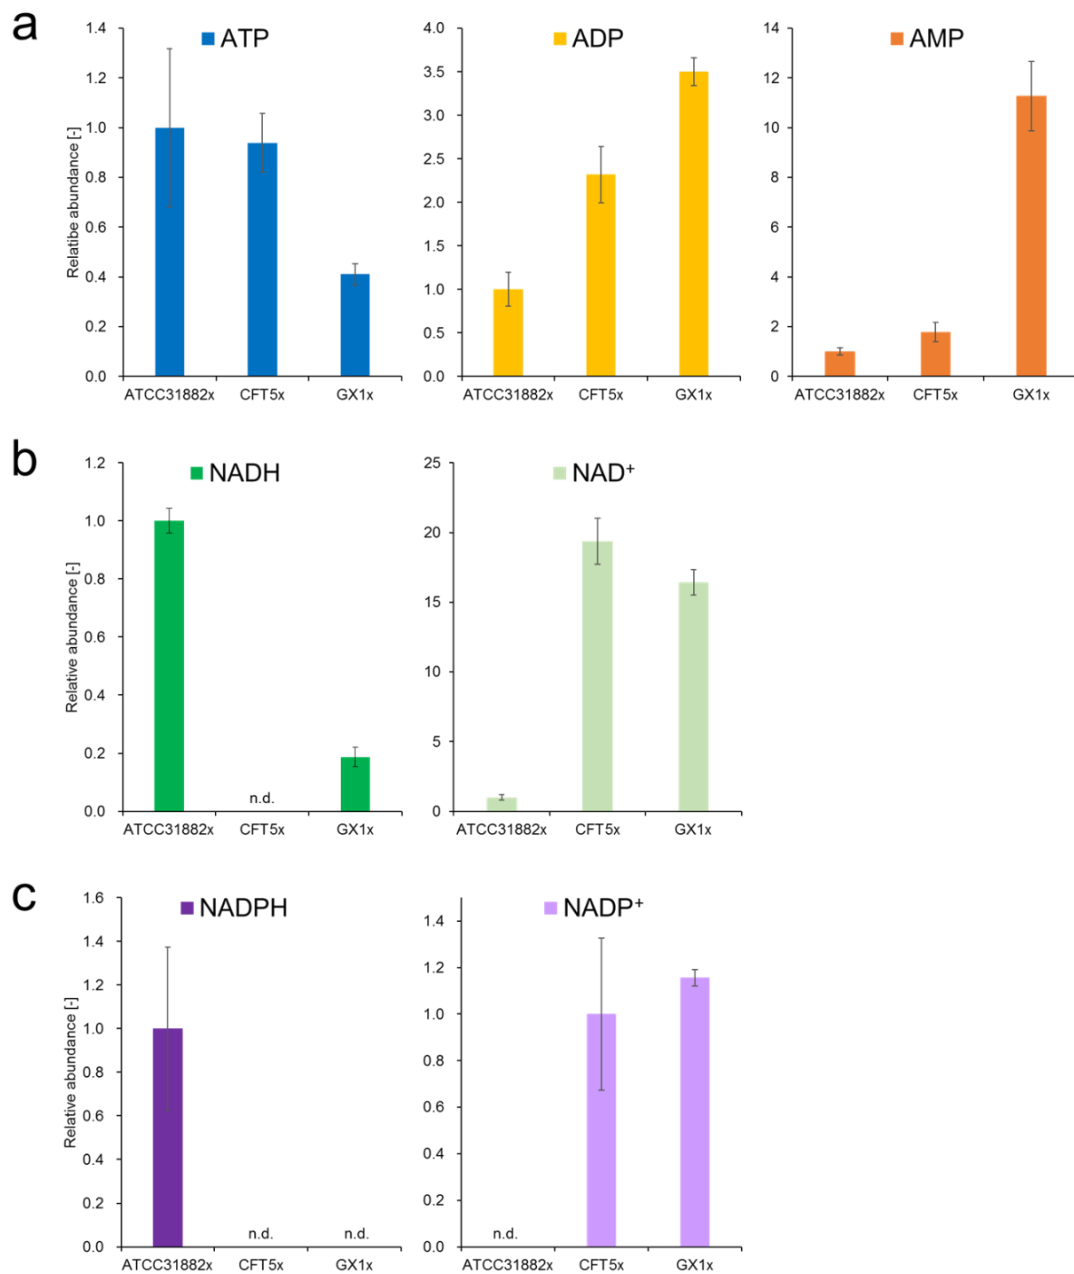 a
ATP
Relatibe abundance [-]
1.4
1.2
1.0
0.8
0.6
0.4
0.2
0.0
ATCC31882x CFT5x GX1x
ADP
4.0
3.5
3.0
2.5
2.0
1.5
1.0
0.5
0.0
ATCC31882x CFT5x GX1x
AMP
14
12
10
8
6
4
2
0
ATCC31882x CFT5x GX1x
b
NADH
Relative abundance [-]
1.2
1.0
0.8
0.6
0.4
0.2
0.0
n.d.
ATCC31882x CFT5x GX1x
NAD⁺
25
20
15
10
5
0
ATCC31882x CFT5x GX1x
c
NADPH
Relative abundance [-]
1.6
1.4
1.2
1.0
0.8
0.6
0.4
0.2
0.0
n.d. n.d.
ATCC31882x CFT5x GX1x
NADP⁺
1.4
1.2
1.0
0.8
0.6
0.4
0.2
0.0
n.d.
ATCC31882x CFT5x GX1x